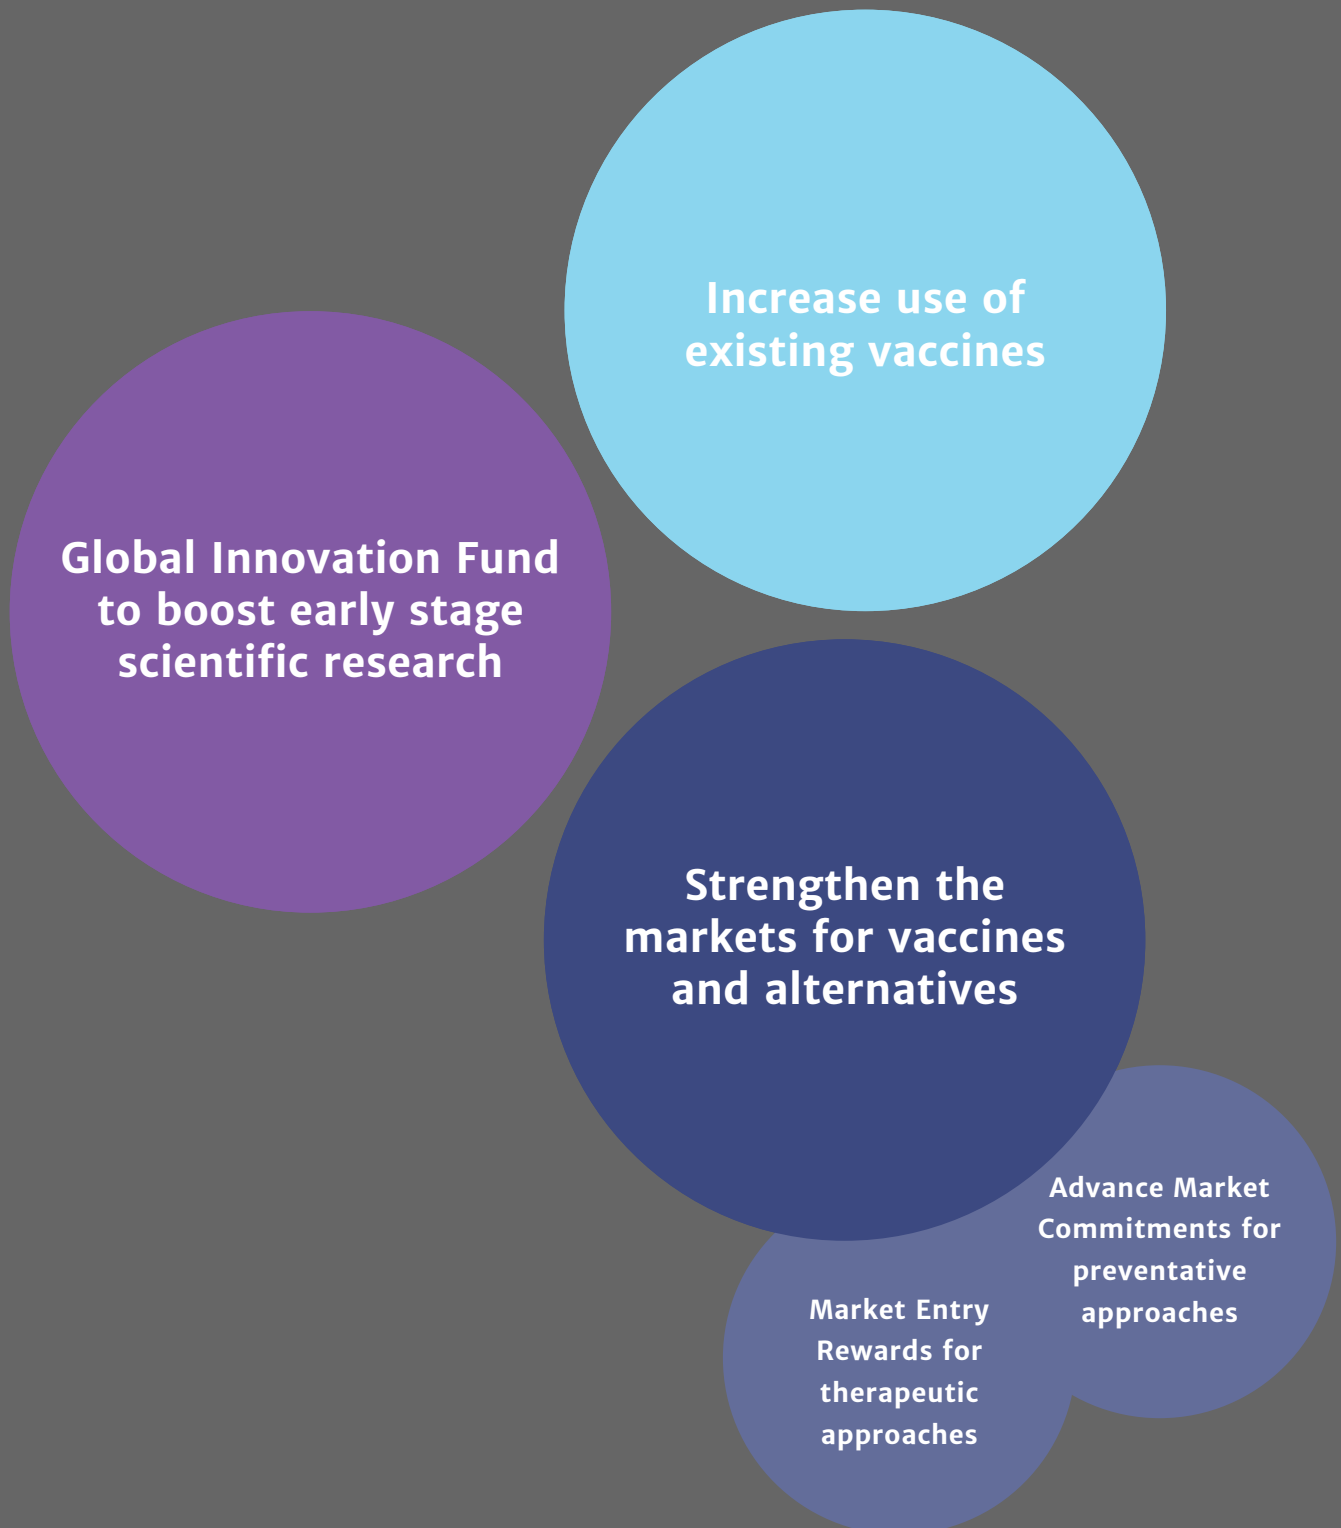 Increase use of
existing vaccines
Global Innovation Fund
to boost early stage
scientific research
Strengthen the
markets for vaccines
and alternatives
Advance Market
Commitments for
preventative
approaches
Market Entry
Rewards for
therapeutic
approaches